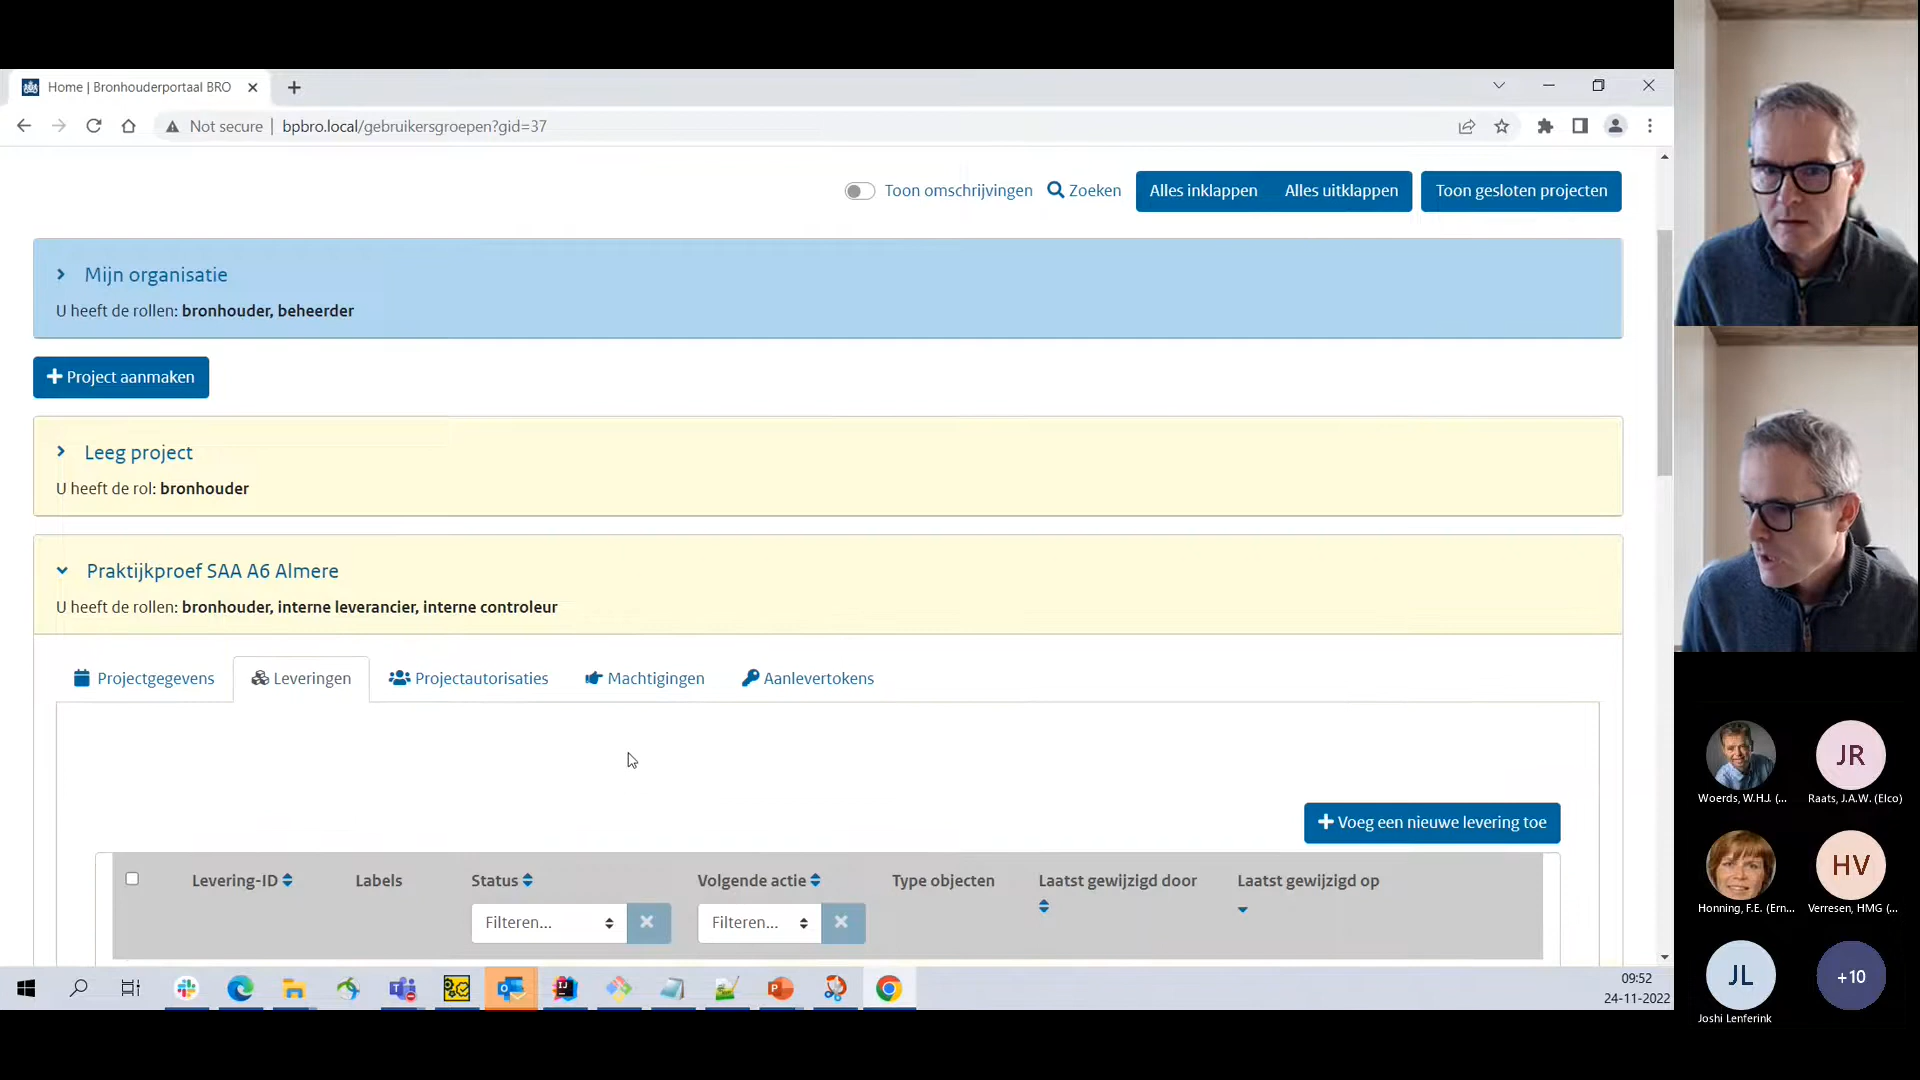 Home | Bronhouderportaal BRO
Not secure | bpbro.local/gebruikersgroepen?gid=37
Toon omschrijvingen Zoeken Alles inklappen Alles uitklappen Toon gesloten projecten
Mijn organisatie
U heeft de rollen: bronhouder, beheerder
Project aanmaken
Leeg project
U heeft de rol: bronhouder
Praktijkproef SAA A6 Almere
U heeft de rollen: bronhouder, interne leverancier, interne controleur
Projectgegevens Leveringen Projectautorisaties Machtigingen Aanlevertokens
Voeg een nieuwe levering toe
Levering-ID Labels Status Volgende actie Type objecten Laatst gewijzigd door Laatst gewijzigd op
Filteren... Filteren...
09:52
24-11-2022
JR
Woerds, W.H.J. (... Raats, J.A.W. (Elco)
HV
Honning, F.E. (Ern... Verresen, HMG (...
JL +10
Joshi Lenferink